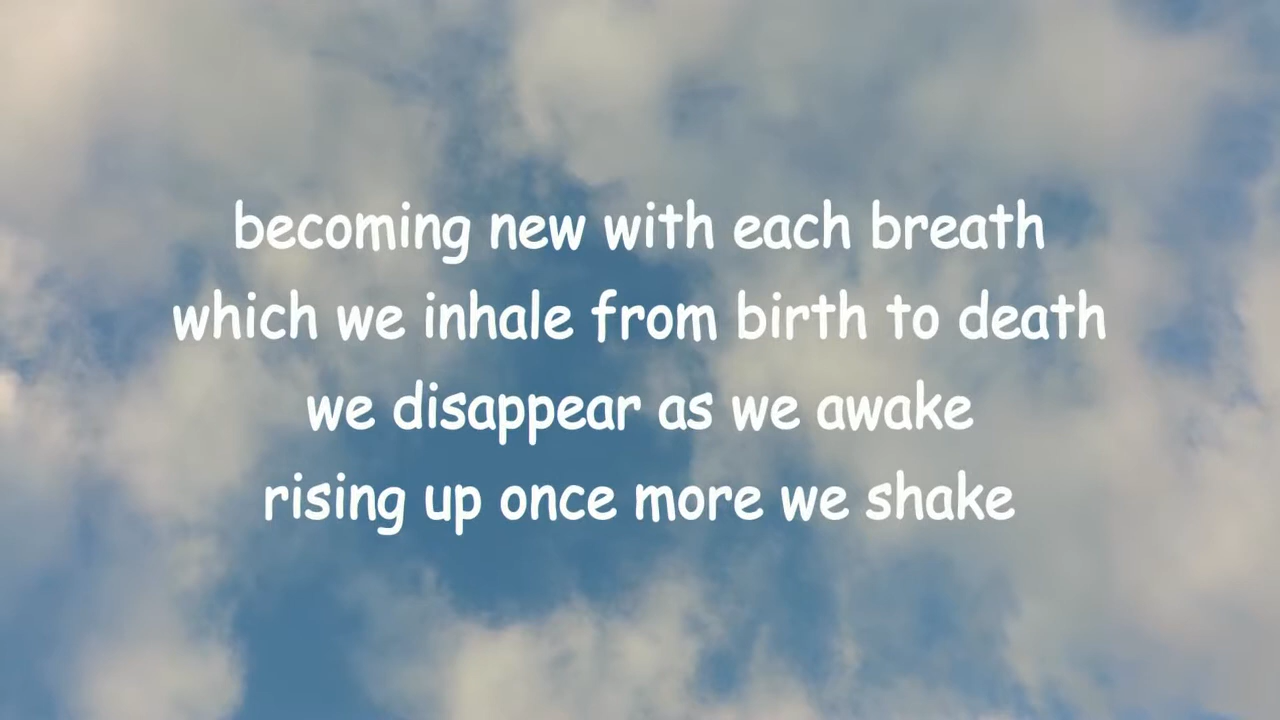 becoming new with each breath
which we inhale from birth to death
we disappear as we awake
rising up once more we shake